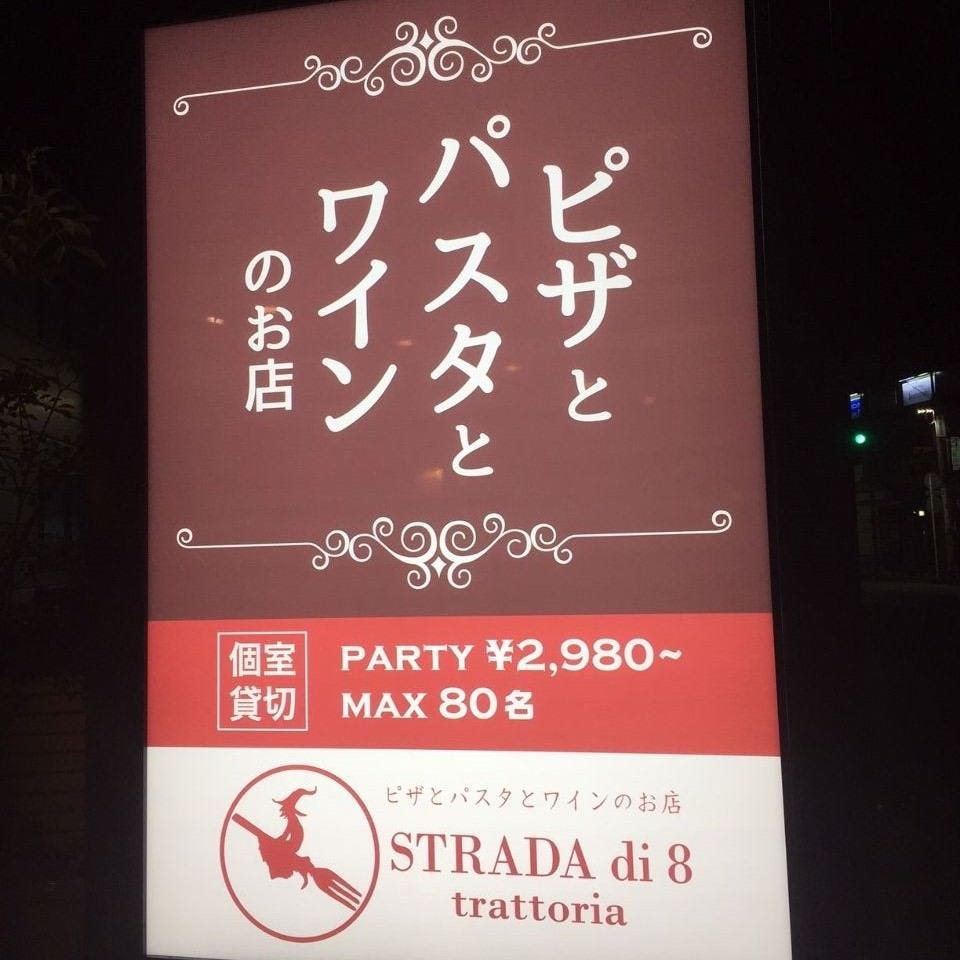 ピザと
パスタと
ワイン
のお店
個室
貸切
PARTY ¥2,980~
MAX 80名
ピザとパスタとワインのお店
STRADA di 8
trattoria